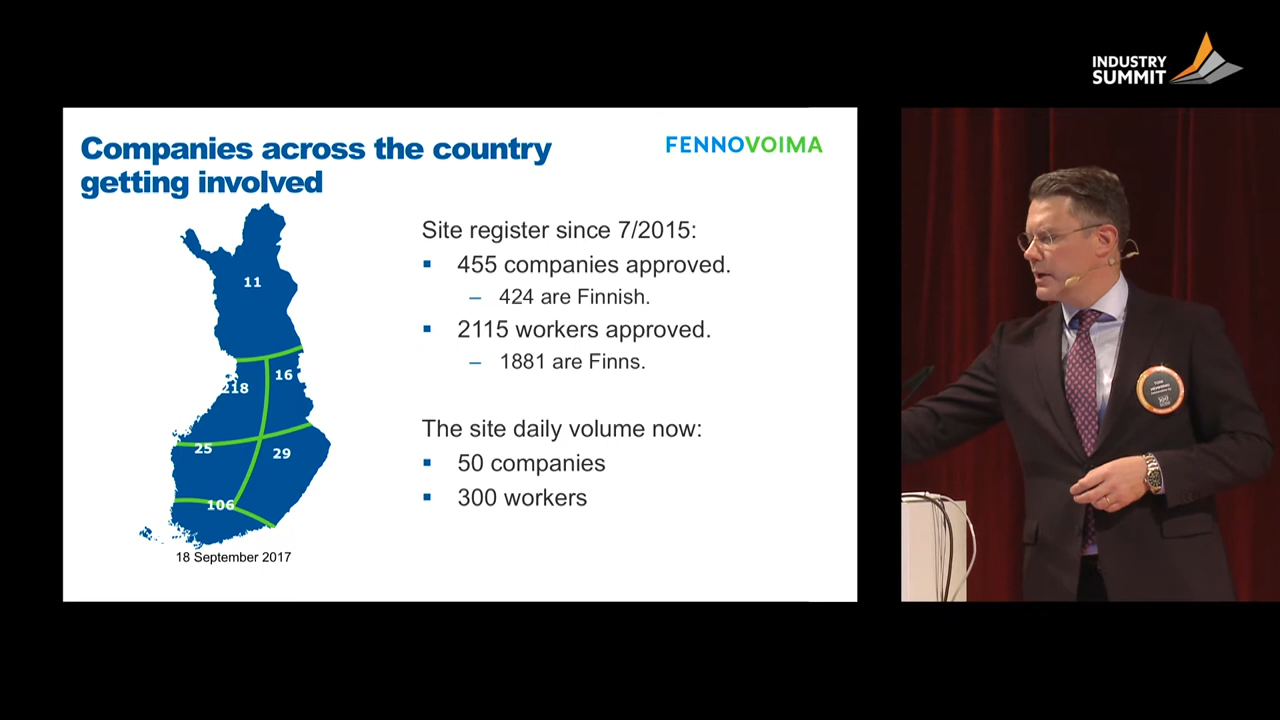 INDUSTRY
SUMMIT
Companies across the country
getting involved
FENNOVOIMA
11
16
218
25
29
106
18 September 2017
Site register since 7/2015:
▪ 455 companies approved.
– 424 are Finnish.
▪ 2115 workers approved.
– 1881 are Finns.
The site daily volume now:
▪ 50 companies
▪ 300 workers